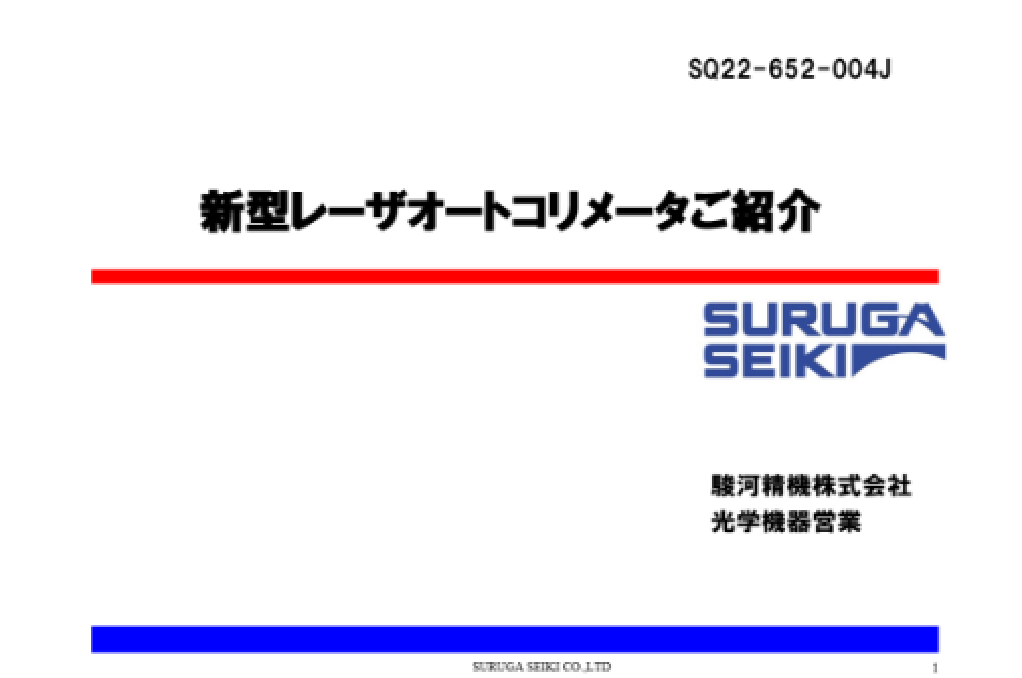 SQ22-652-004J
新型レーザオートコリメータご紹介
SURUGA
SEIKI
駿河精機株式会社
光学機器営業
SURUGA SEIKI CO.,LTD
1